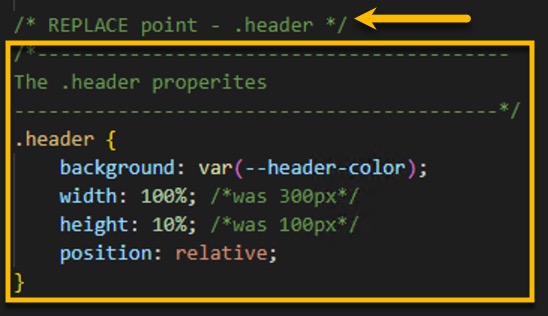 /* REPLACE point - .header */
/*-----------------------------------------
The .header properites
------------------------------------------*/
.header {
    background: var(--header-color);
    width: 100%; /*was 300px*/
    height: 10%; /*was 100px*/
    position: relative;
}